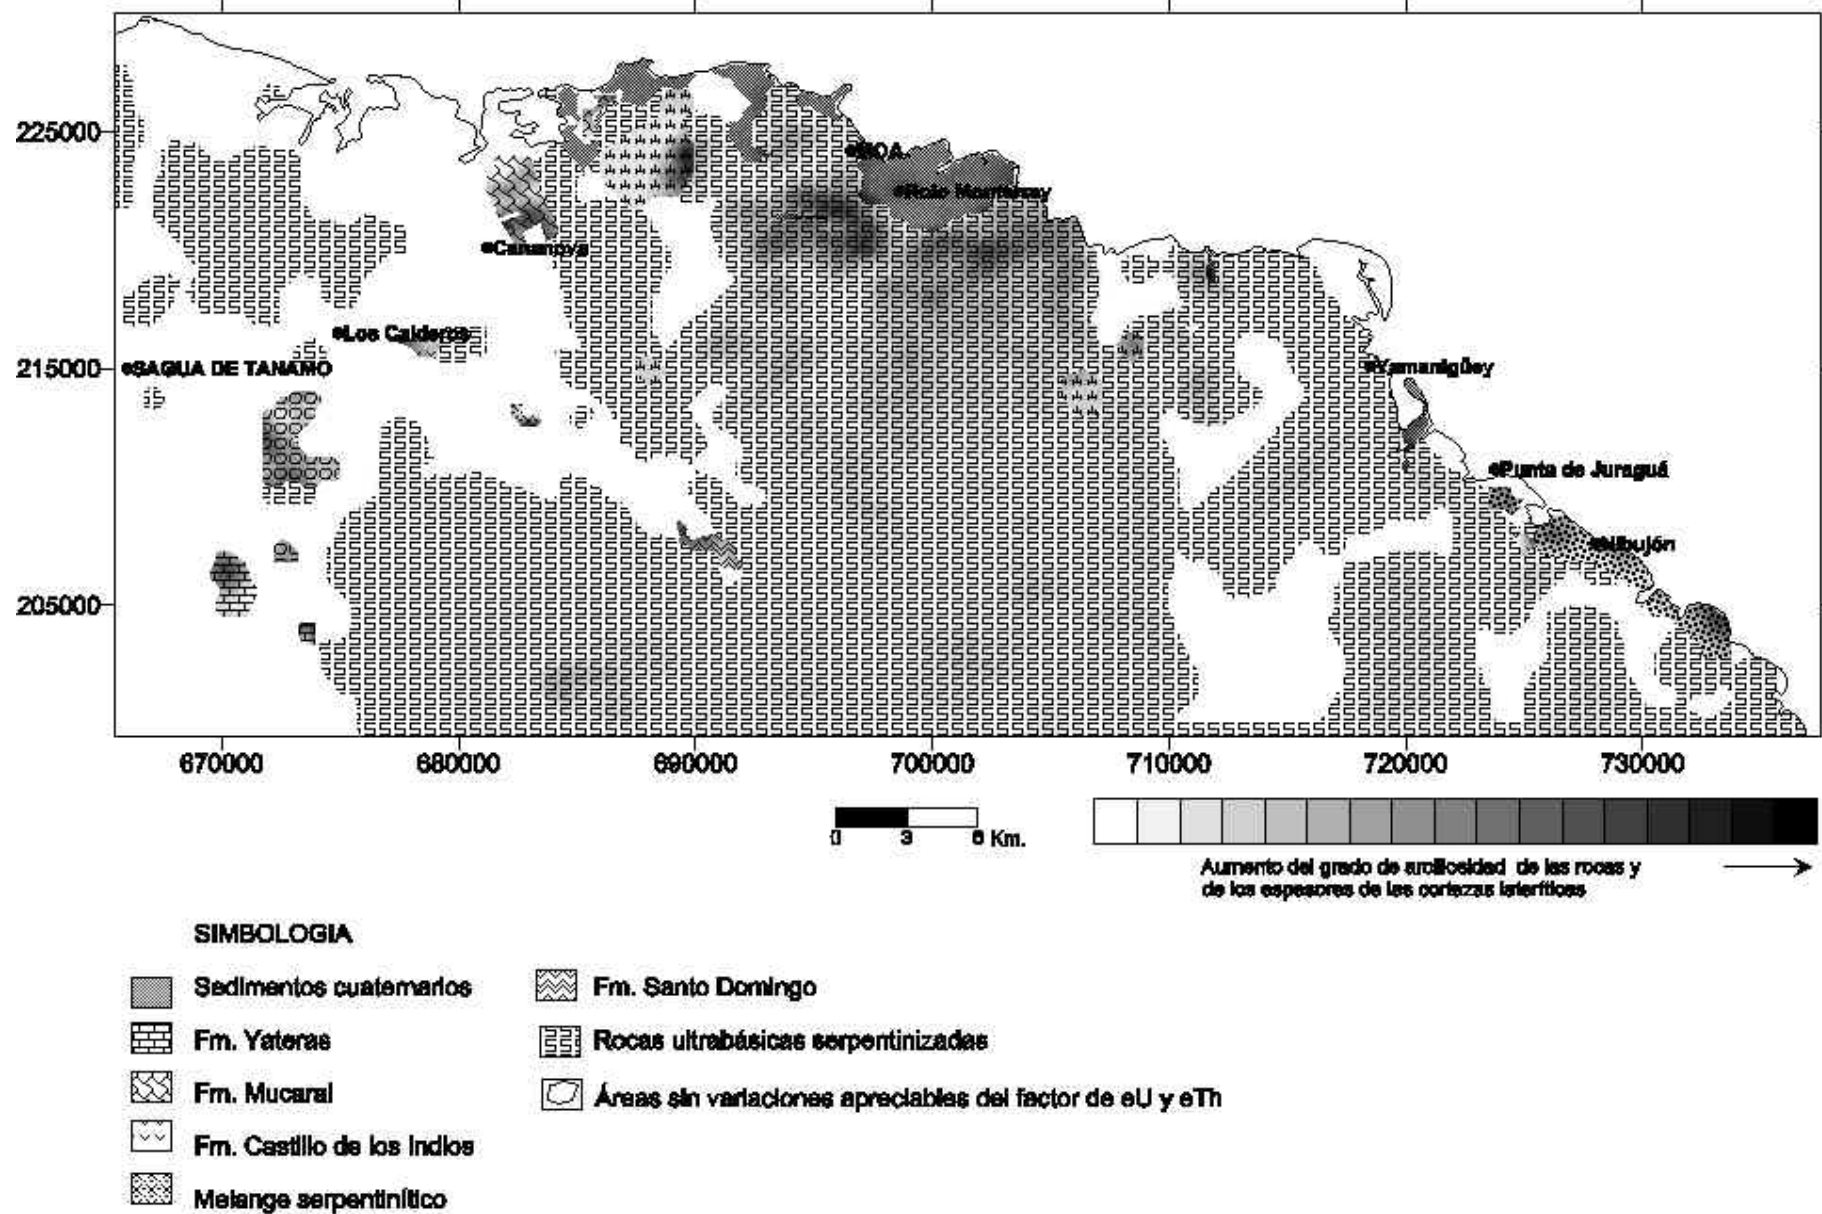 225000
MOA
Rolo Monterrey
Cananova
Los Calderos
215000
SAGUA DE TANAMO
Yamanigüey
Punta de Juraguá
Nibujón
205000
670000 680000 690000 700000 710000 720000 730000
0 3 6 Km.
Aumento del grado de arcillosidad de las rocas y
de los espesores de las cortezas lateríticas
SIMBOLOGIA
Sedimentos cuaternarios
Fm. Yateras
Fm. Mucaral
Fm. Castillo de los Indios
Melange serpentinítico
Fm. Santo Domingo
Rocas ultrabásicas serpentinizadas
Áreas sin variaciones apreciables del factor de eU y eTh